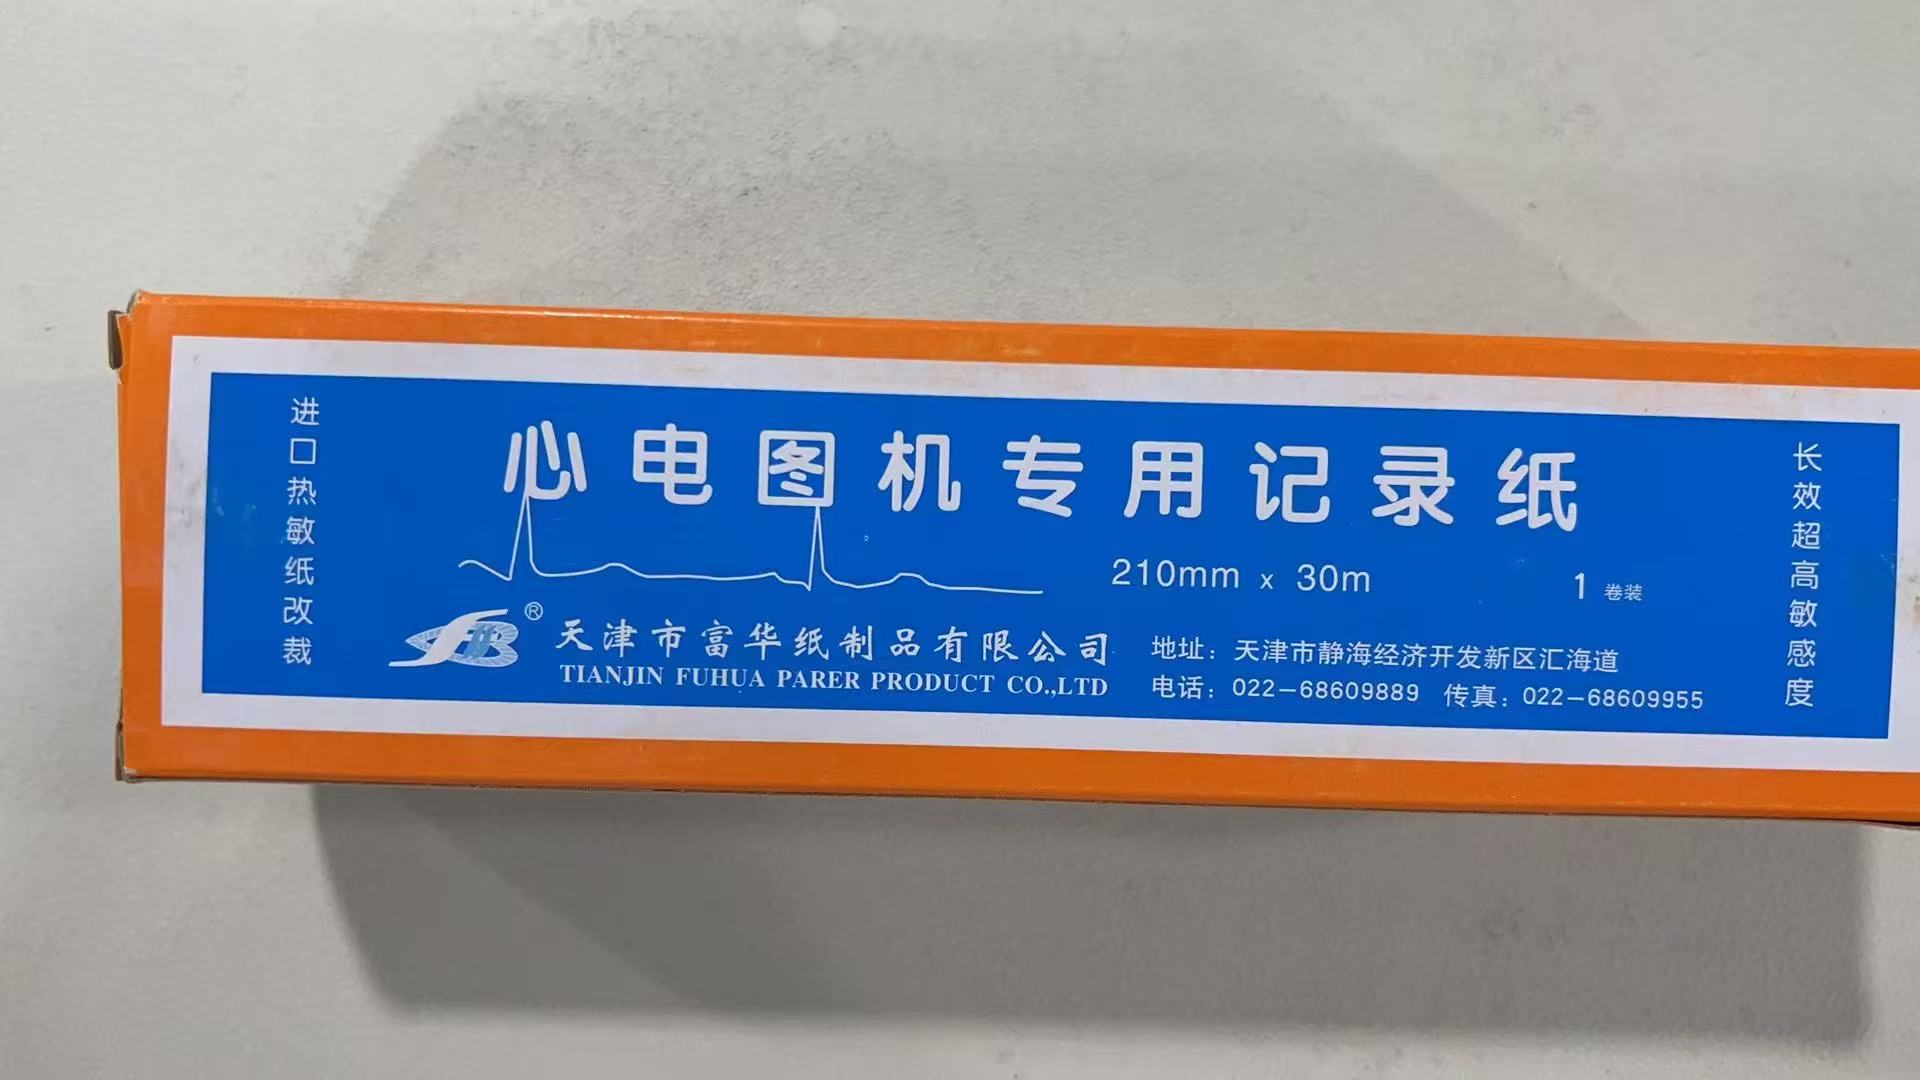 进口热敏纸改裁
心电图机专用记录纸
210mm x 30m
1 卷装
®
天津市富华纸制品有限公司
TIANJIN FUHUA PARER PRODUCT CO.,LTD
地址：天津市静海经济开发新区汇海道
电话：022-68609889 传真：022-68609955
长效超高敏感度